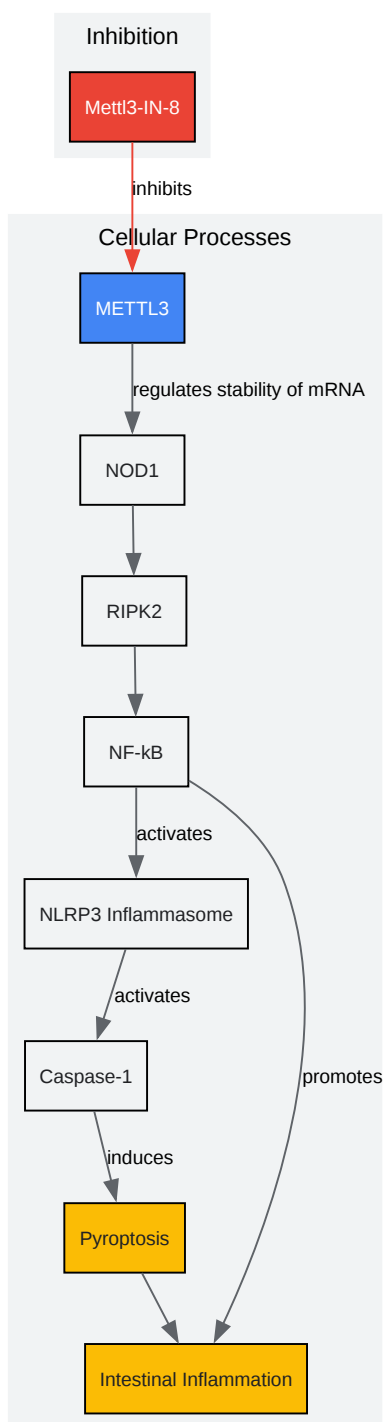 Inhibition
Mettl3-IN-8
inhibits
Cellular Processes
METTL3
regulates stability of mRNA
NOD1
RIPK2
NF-kB
activates
NLRP3 Inflammasome
activates
Caspase-1
promotes
induces
Pyroptosis
Intestinal Inflammation